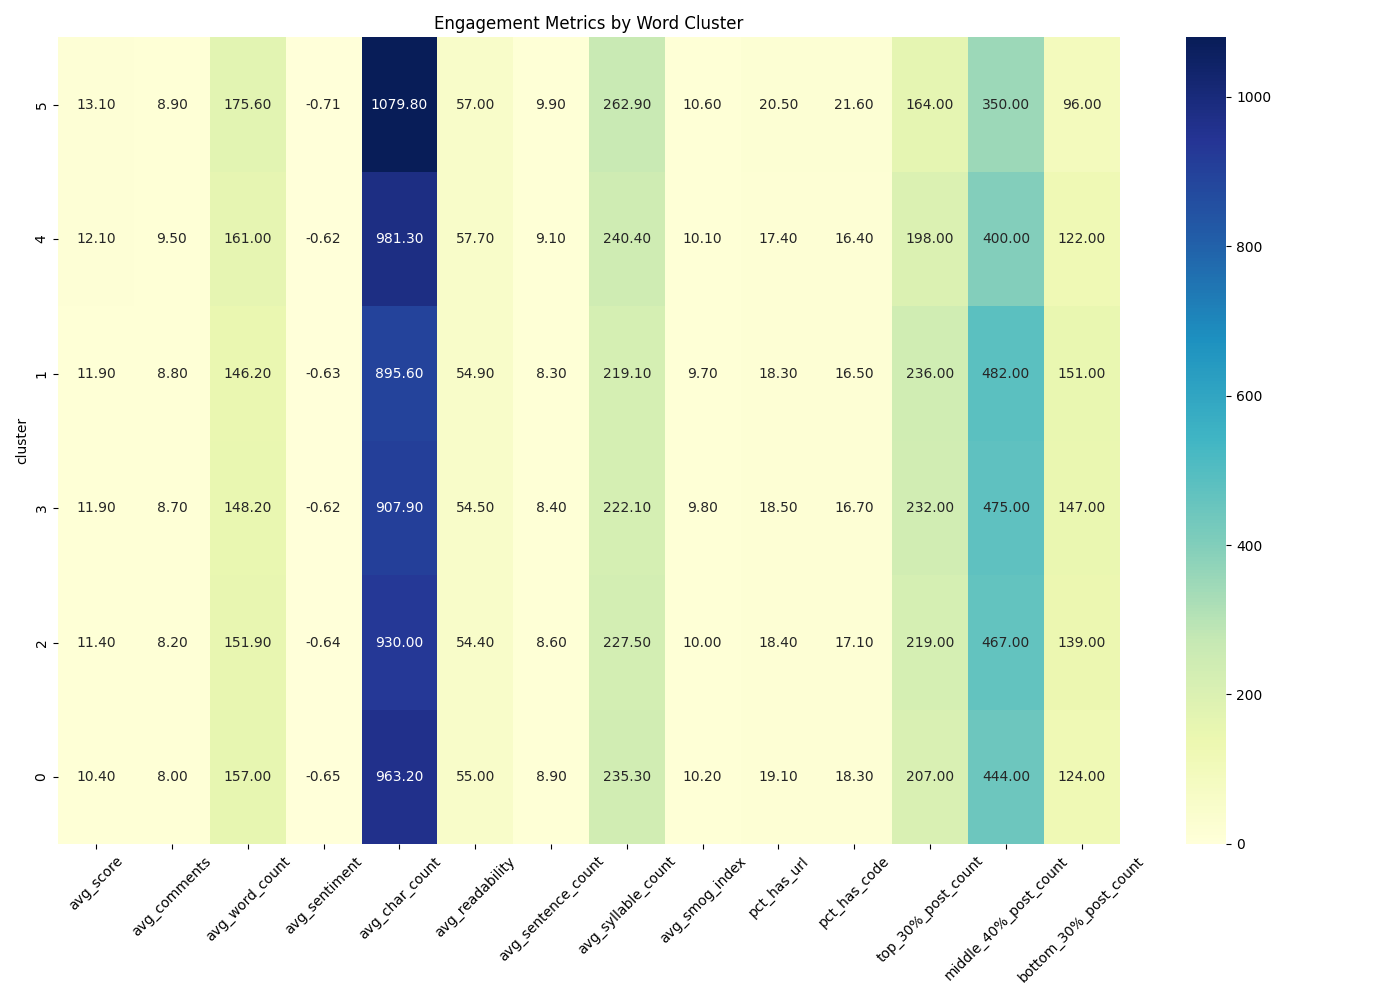 Engagement Metrics by Word Cluster
cluster
5 13.10 8.90 175.60 -0.71 1079.80 57.00 9.90 262.90 10.60 20.50 21.60 164.00 350.00 96.00
4 12.10 9.50 161.00 -0.62 981.30 57.70 9.10 240.40 10.10 17.40 16.40 198.00 400.00 122.00
1 11.90 8.80 146.20 -0.63 895.60 54.90 8.30 219.10 9.70 18.30 16.50 236.00 482.00 151.00
3 11.90 8.70 148.20 -0.62 907.90 54.50 8.40 222.10 9.80 18.50 16.70 232.00 475.00 147.00
2 11.40 8.20 151.90 -0.64 930.00 54.40 8.60 227.50 10.00 18.40 17.10 219.00 467.00 139.00
0 10.40 8.00 157.00 -0.65 963.20 55.00 8.90 235.30 10.20 19.10 18.30 207.00 444.00 124.00
avg_score
avg_comments
avg_word_count
avg_sentiment
avg_char_count
avg_readability
avg_sentence_count
avg_syllable_count
avg_smog_index
pct_has_url
pct_has_code
top_30%_post_count
middle_40%_post_count
bottom_30%_post_count
1000
800
600
400
200
0